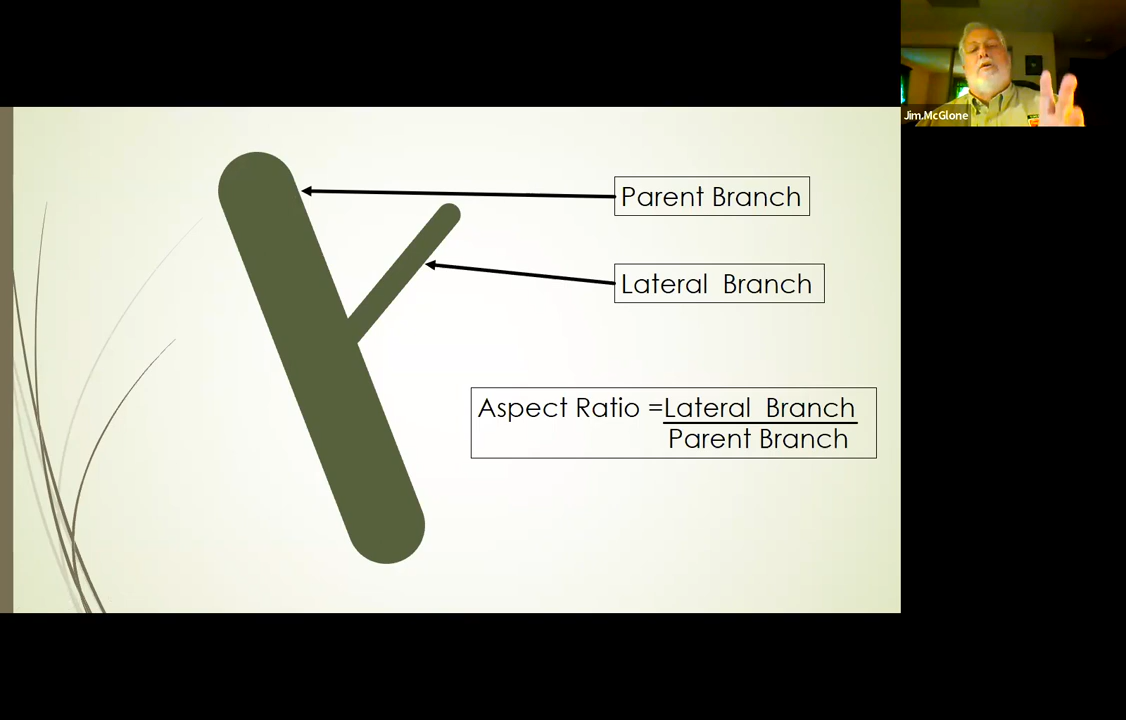 Jim.McGlone
Parent Branch
Lateral  Branch
Aspect Ratio =Lateral  Branch
Parent Branch